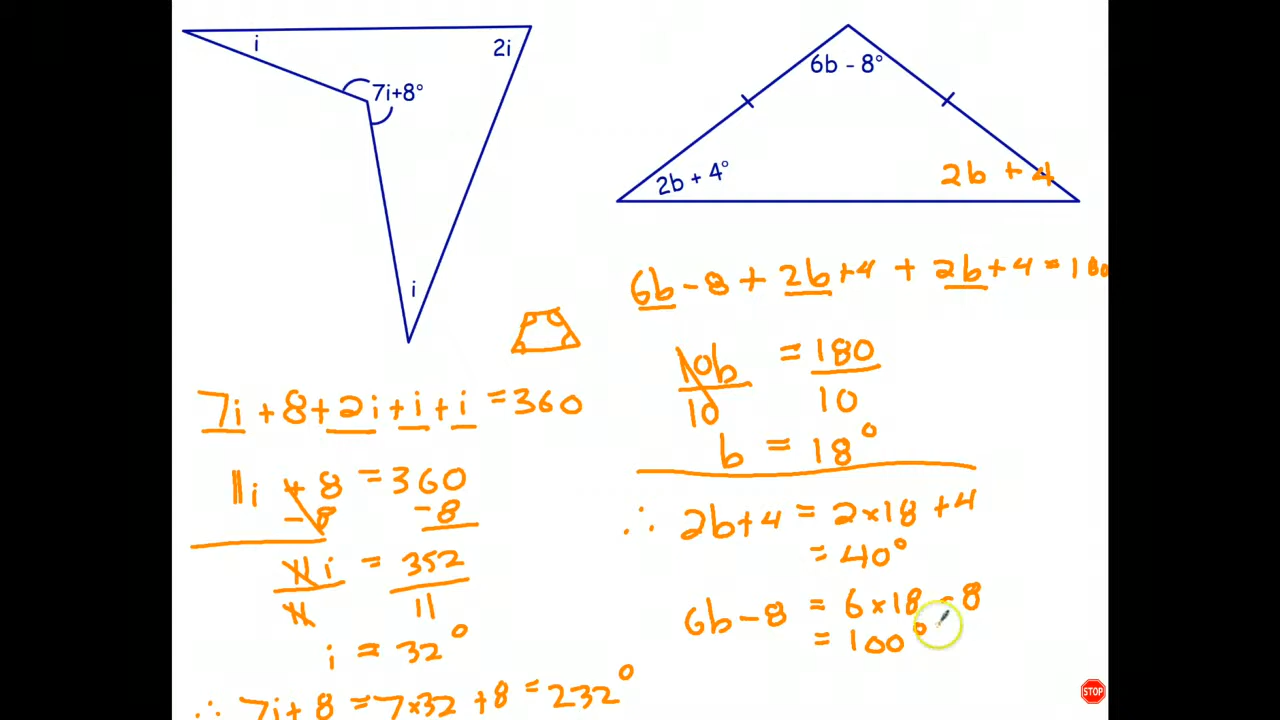 i
2i
7i+8°
i
7i + 8 + 2i + i + i = 360
11i + 8 = 360
- 8 - 8
11i = 352
11 11
i = 32°
∴ 7i + 8 = 7×32 + 8 = 232°
6b - 8°
2b + 4°
2b + 4
6b - 8 + 2b + 4 + 2b + 4 = 180
10b = 180
10 10
b = 18°
∴ 2b + 4 = 2×18 + 4
= 40°
6b - 8 = 6×18 - 8
= 100°
STOP